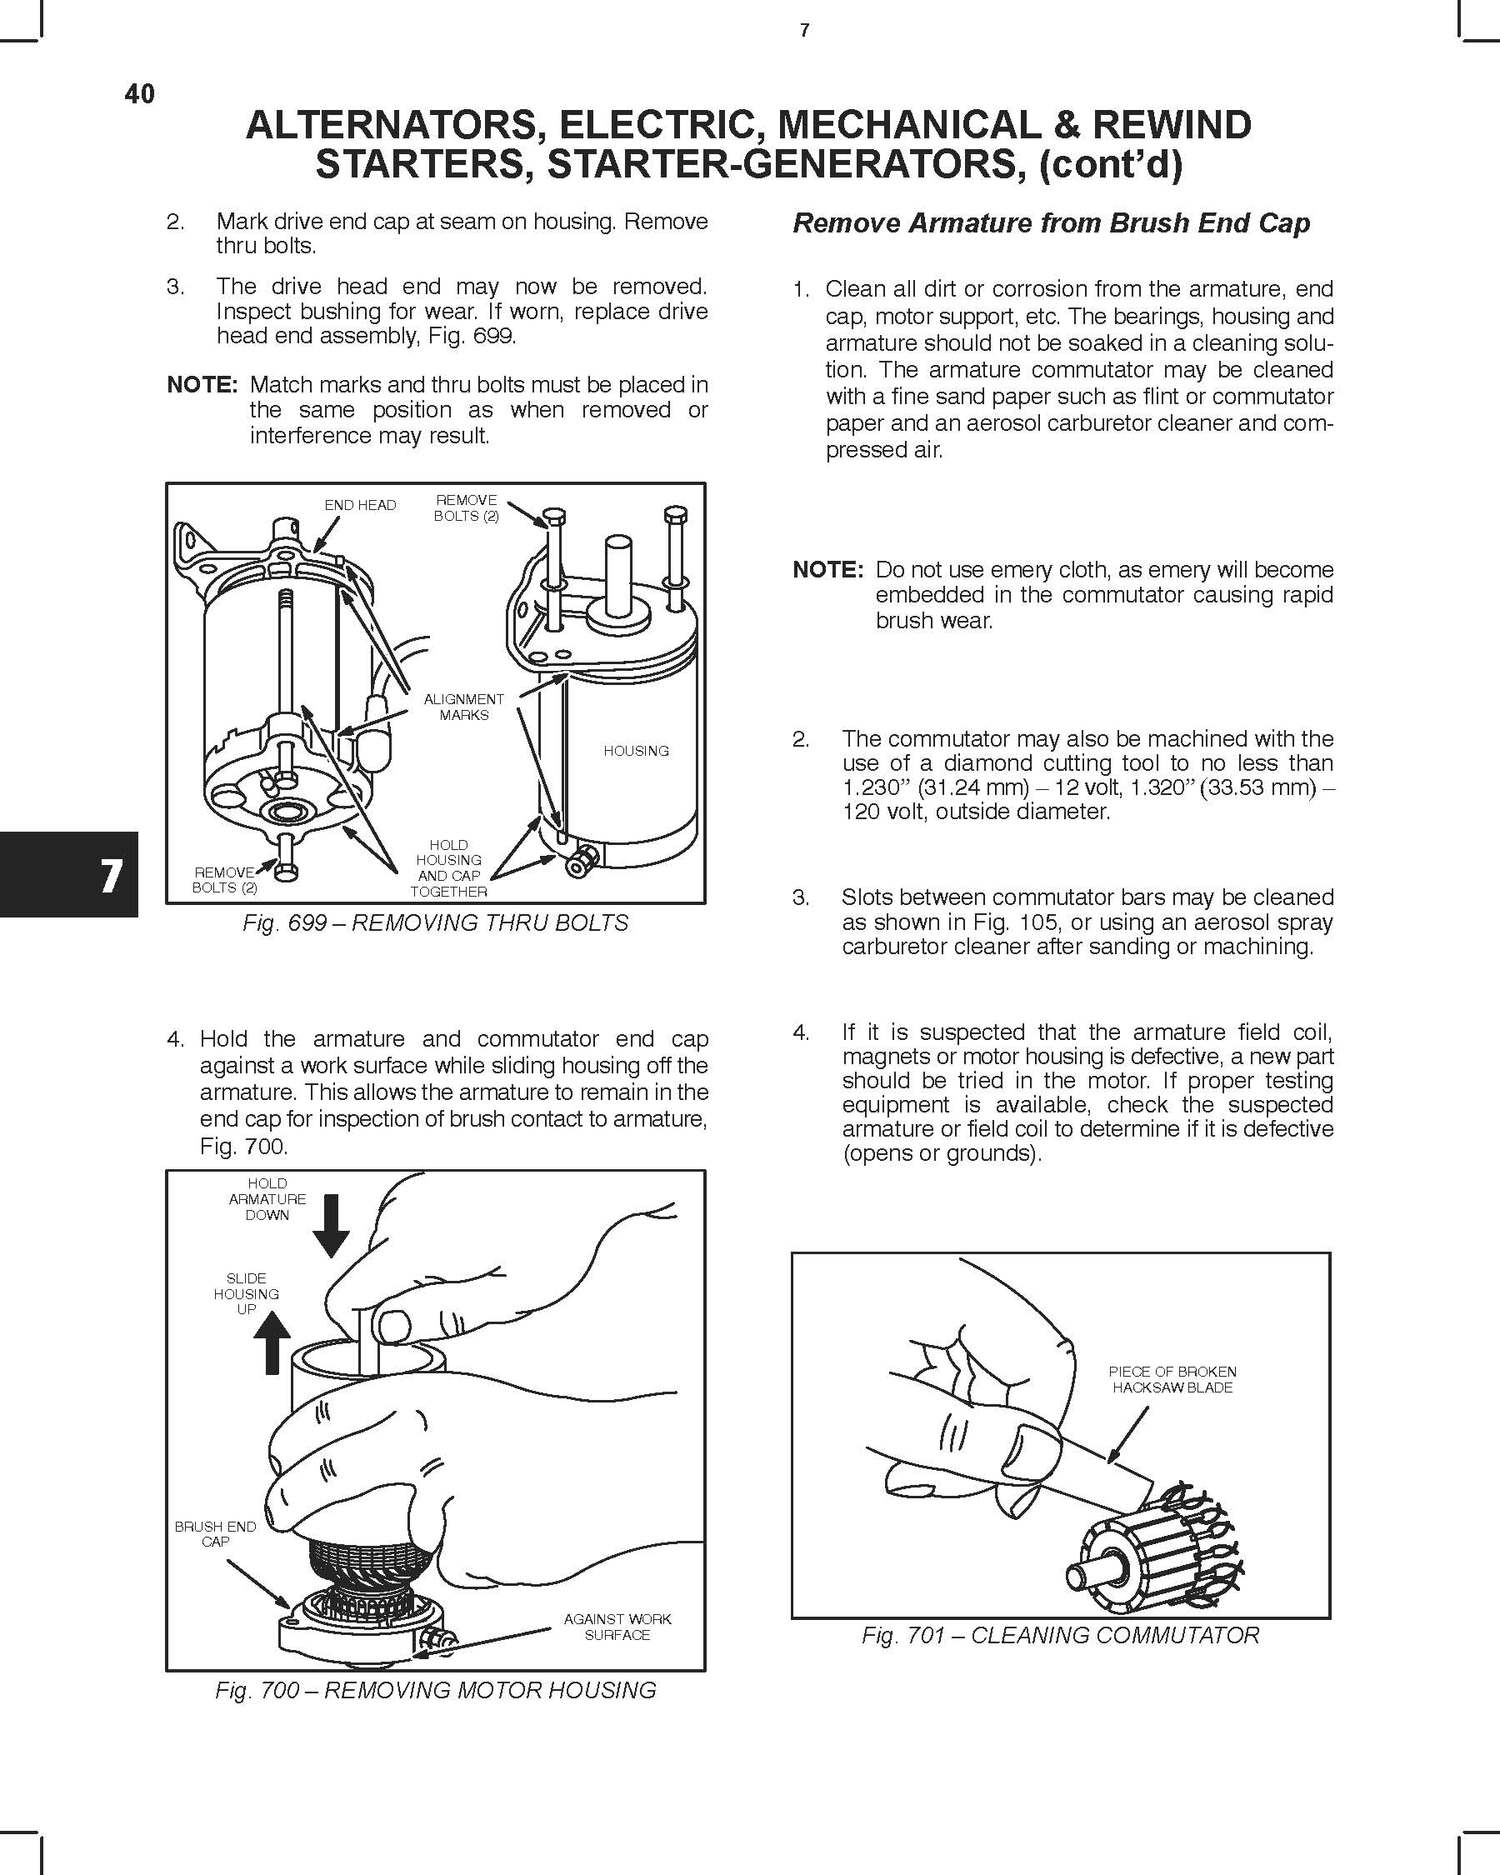 7
40
ALTERNATORS, ELECTRIC, MECHANICAL & REWIND
STARTERS, STARTER-GENERATORS, (cont’d)
2. Mark drive end cap at seam on housing. Remove
thru bolts.
3. The drive head end may now be removed.
Inspect bushing for wear. If worn, replace drive
head end assembly, Fig. 699.
NOTE: Match marks and thru bolts must be placed in
the same position as when removed or
interference may result.
END HEAD
REMOVE
BOLTS (2)
ALIGNMENT
MARKS
HOUSING
HOLD
HOUSING
AND CAP
TOGETHER
REMOVE
BOLTS (2)
Fig. 699 – REMOVING THRU BOLTS
7
4. Hold the armature and commutator end cap
against a work surface while sliding housing off the
armature. This allows the armature to remain in the
end cap for inspection of brush contact to armature,
Fig. 700.
HOLD
ARMATURE
DOWN
SLIDE
HOUSING
UP
BRUSH END
CAP
AGAINST WORK
SURFACE
Fig. 700 – REMOVING MOTOR HOUSING
Remove Armature from Brush End Cap
1. Clean all dirt or corrosion from the armature, end
cap, motor support, etc. The bearings, housing and
armature should not be soaked in a cleaning solu-
tion. The armature commutator may be cleaned
with a fine sand paper such as flint or commutator
paper and an aerosol carburetor cleaner and com-
pressed air.
NOTE: Do not use emery cloth, as emery will become
embedded in the commutator causing rapid
brush wear.
2. The commutator may also be machined with the
use of a diamond cutting tool to no less than
1.230” (31.24 mm) – 12 volt, 1.320” (33.53 mm) –
120 volt, outside diameter.
3. Slots between commutator bars may be cleaned
as shown in Fig. 105, or using an aerosol spray
carburetor cleaner after sanding or machining.
4. If it is suspected that the armature field coil,
magnets or motor housing is defective, a new part
should be tried in the motor. If proper testing
equipment is available, check the suspected
armature or field coil to determine if it is defective
(opens or grounds).
PIECE OF BROKEN
HACKSAW BLADE
Fig. 701 – CLEANING COMMUTATOR